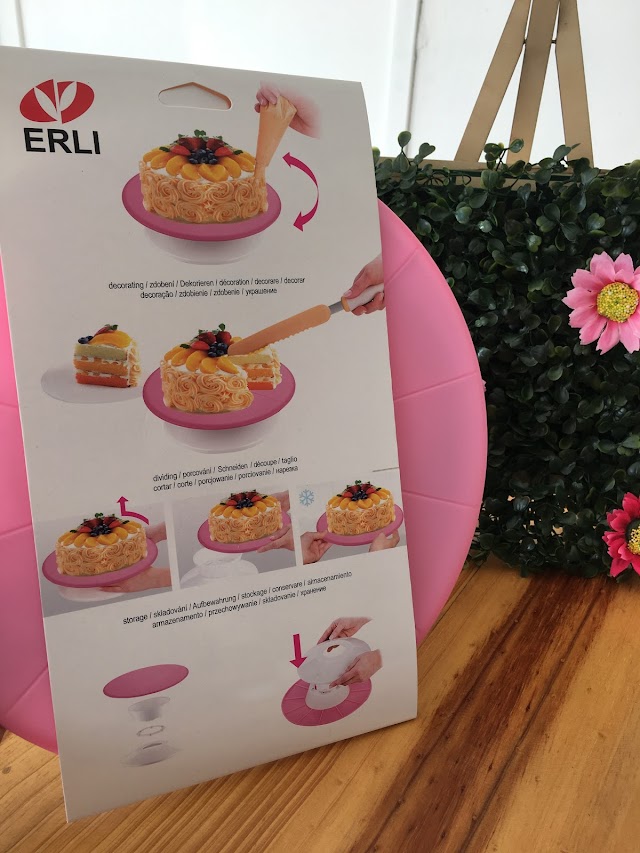 ERLI
decorating / zdobení / Dekorieren / décoration / decorare / decorar
decoração / zdobienie / zdobenie / украшение
dividing / porcování / Schneiden / découpe / taglio
cortar / corte / porcjowanie / porciovanie / нарезка
storage / skladování / Aufbewahrung / stockage / conservare / almacenamiento
armazenamento / przechowywanie / skladovanie / хранение